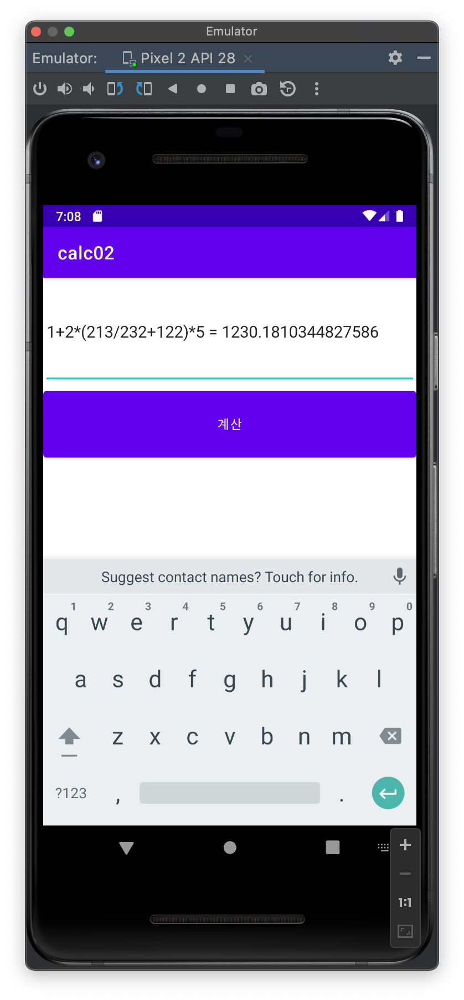 Emulator
Emulator: Pixel 2 API 28
7:08
calc02
1+2*(213/232+122)*5 = 1230.1810344827586
계산
Suggest contact names? Touch for info.
1 2 3 4 5 6 7 8 9 0
q w e r t y u i o p
a s d f g h j k l
z x c v b n m
?123 , .
1:1